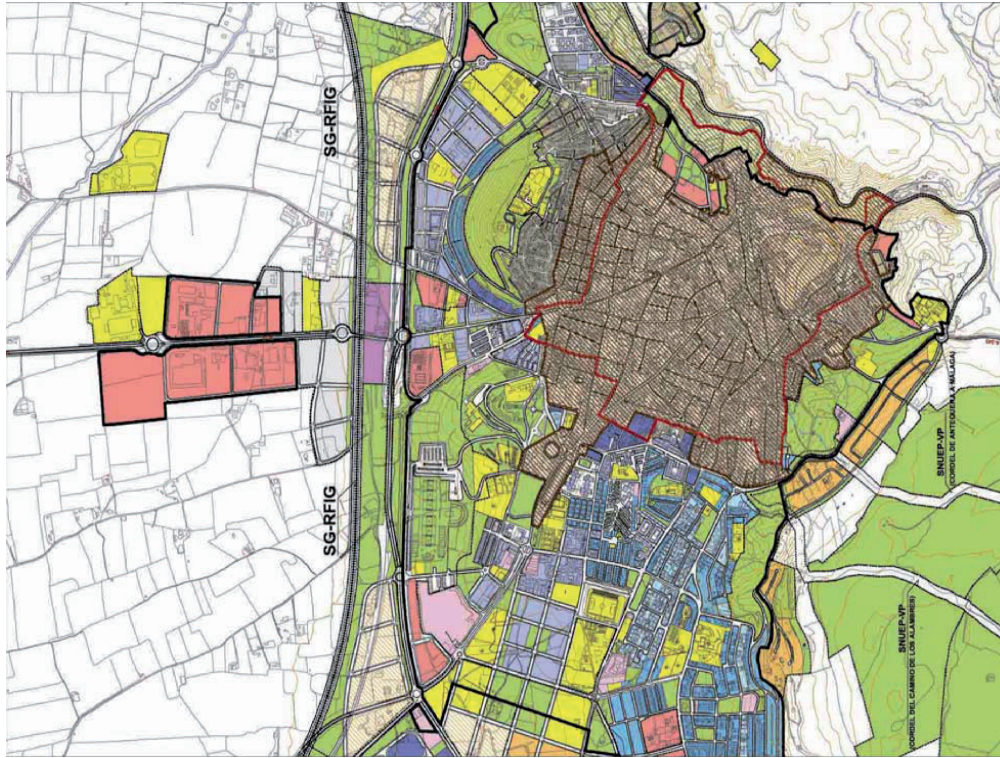 SG-RFIG
SG-RFIG
SNUEP-VP
(CORDEL DE ANTEQUERA A MÁLAGA)
SNUEP-VP
(CORDEL DEL CAMINO DE LOS ALAMBRES)